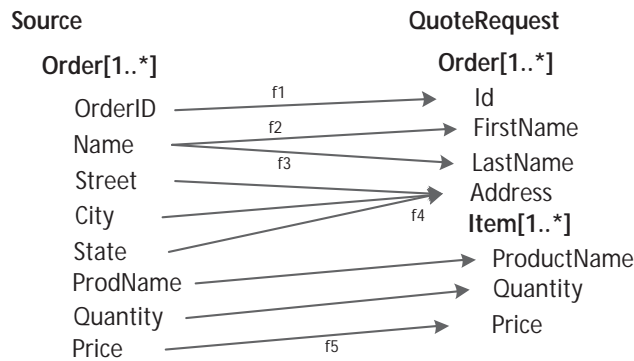 Source
QuoteRequest
Order[1..*]
Order[1..*]
OrderID
f1
Id
Name
f2
FirstName
f3
LastName
Street
Address
City
f4
Item[1..*]
State
ProdName
ProductName
Quantity
Quantity
Price
f5
Price